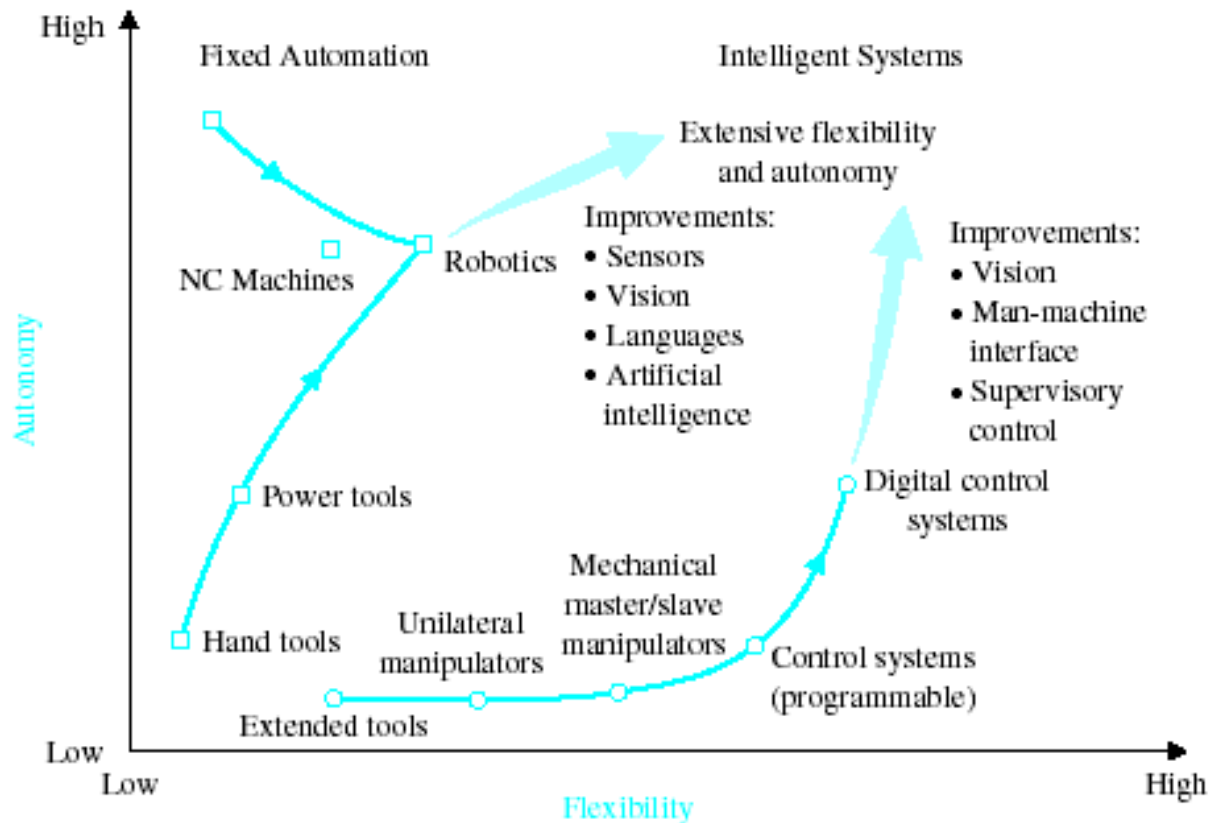 High
Fixed Automation
Intelligent Systems
Extensive flexibility
and autonomy
Improvements:
• Sensors
• Vision
• Languages
• Artificial
intelligence
Improvements:
• Vision
• Man-machine
interface
• Supervisory
control
Robotics
NC Machines
Autonomy
Power tools
Digital control
systems
Mechanical
master/slave
manipulators
Unilateral
manipulators
Hand tools
Control systems
(programmable)
Extended tools
Low
Low
High
Flexibility